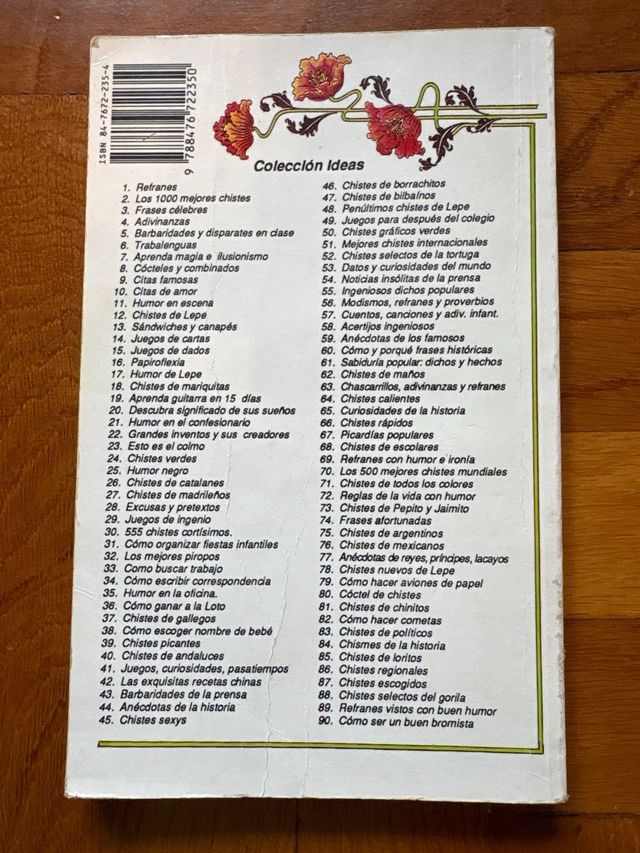 ISBN 84-7672-235-4
9 788476 722350
Colección Ideas
1. Refranes
2. Los 1000 mejores chistes
3. Frases célebres
4. Adivinanzas
5. Barbaridades y disparates en clase
6. Trabalenguas
7. Aprenda magia e ilusionismo
8. Cócteles y combinados
9. Citas famosas
10. Citas de amor
11. Humor en escena
12. Chistes de Lepe
13. Sándwiches y canapés
14. Juegos de cartas
15. Juegos de dados
16. Papiroflexia
17. Humor de Lepe
18. Chistes de mariquitas
19. Aprenda guitarra en 15 días
20. Descubra significado de sus sueños
21. Humor en el confesionario
22. Grandes inventos y sus creadores
23. Esto es el colmo
24. Chistes verdes
25. Humor negro
26. Chistes de catalanes
27. Chistes de madrileños
28. Excusas y pretextos
29. Juegos de ingenio
30. 555 chistes cortísimos.
31. Cómo organizar fiestas infantiles
32. Los mejores piropos
33. Como buscar trabajo
34. Cómo escribir correspondencia
35. Humor en la oficina.
36. Cómo ganar a la Loto
37. Chistes de gallegos
38. Cómo escoger nombre de bebé
39. Chistes picantes
40. Chistes de andaluces
41. Juegos, curiosidades, pasatiempos
42. Las exquisitas recetas chinas
43. Barbaridades de la prensa
44. Anécdotas de la historia
45. Chistes sexys
46. Chistes de borrachitos
47. Chistes de bilbaínos
48. Penúltimos chistes de Lepe
49. Juegos para después del colegio
50. Chistes gráficos verdes
51. Mejores chistes internacionales
52. Chistes selectos de la tortuga
53. Datos y curiosidades del mundo
54. Noticias insólitas de la prensa
55. Ingeniosos dichos populares
56. Modismos, refranes y proverbios
57. Cuentos, canciones y adiv. infant.
58. Acertijos ingeniosos
59. Anécdotas de los famosos
60. Cómo y porqué frases históricas
61. Sabiduría popular: dichos y hechos
62. Chistes de maños
63. Chascarrillos, adivinanzas y refranes
64. Chistes calientes
65. Curiosidades de la historia
66. Chistes rápidos
67. Picardías populares
68. Chistes de escolares
69. Refranes con humor e ironía
70. Los 500 mejores chistes mundiales
71. Chistes de todos los colores
72. Reglas de la vida con humor
73. Chistes de Pepito y Jaimito
74. Frases afortunadas
75. Chistes de argentinos
76. Chistes de mexicanos
77. Anécdotas de reyes, príncipes, lacayos
78. Chistes nuevos de Lepe
79. Cómo hacer aviones de papel
80. Cóctel de chistes
81. Chistes de chinitos
82. Cómo hacer cometas
83. Chistes de políticos
84. Chismes de la historia
85. Chistes de loritos
86. Chistes regionales
87. Chistes escogidos
88. Chistes selectos del gorila
89. Refranes vistos con buen humor
90. Cómo ser un buen bromista